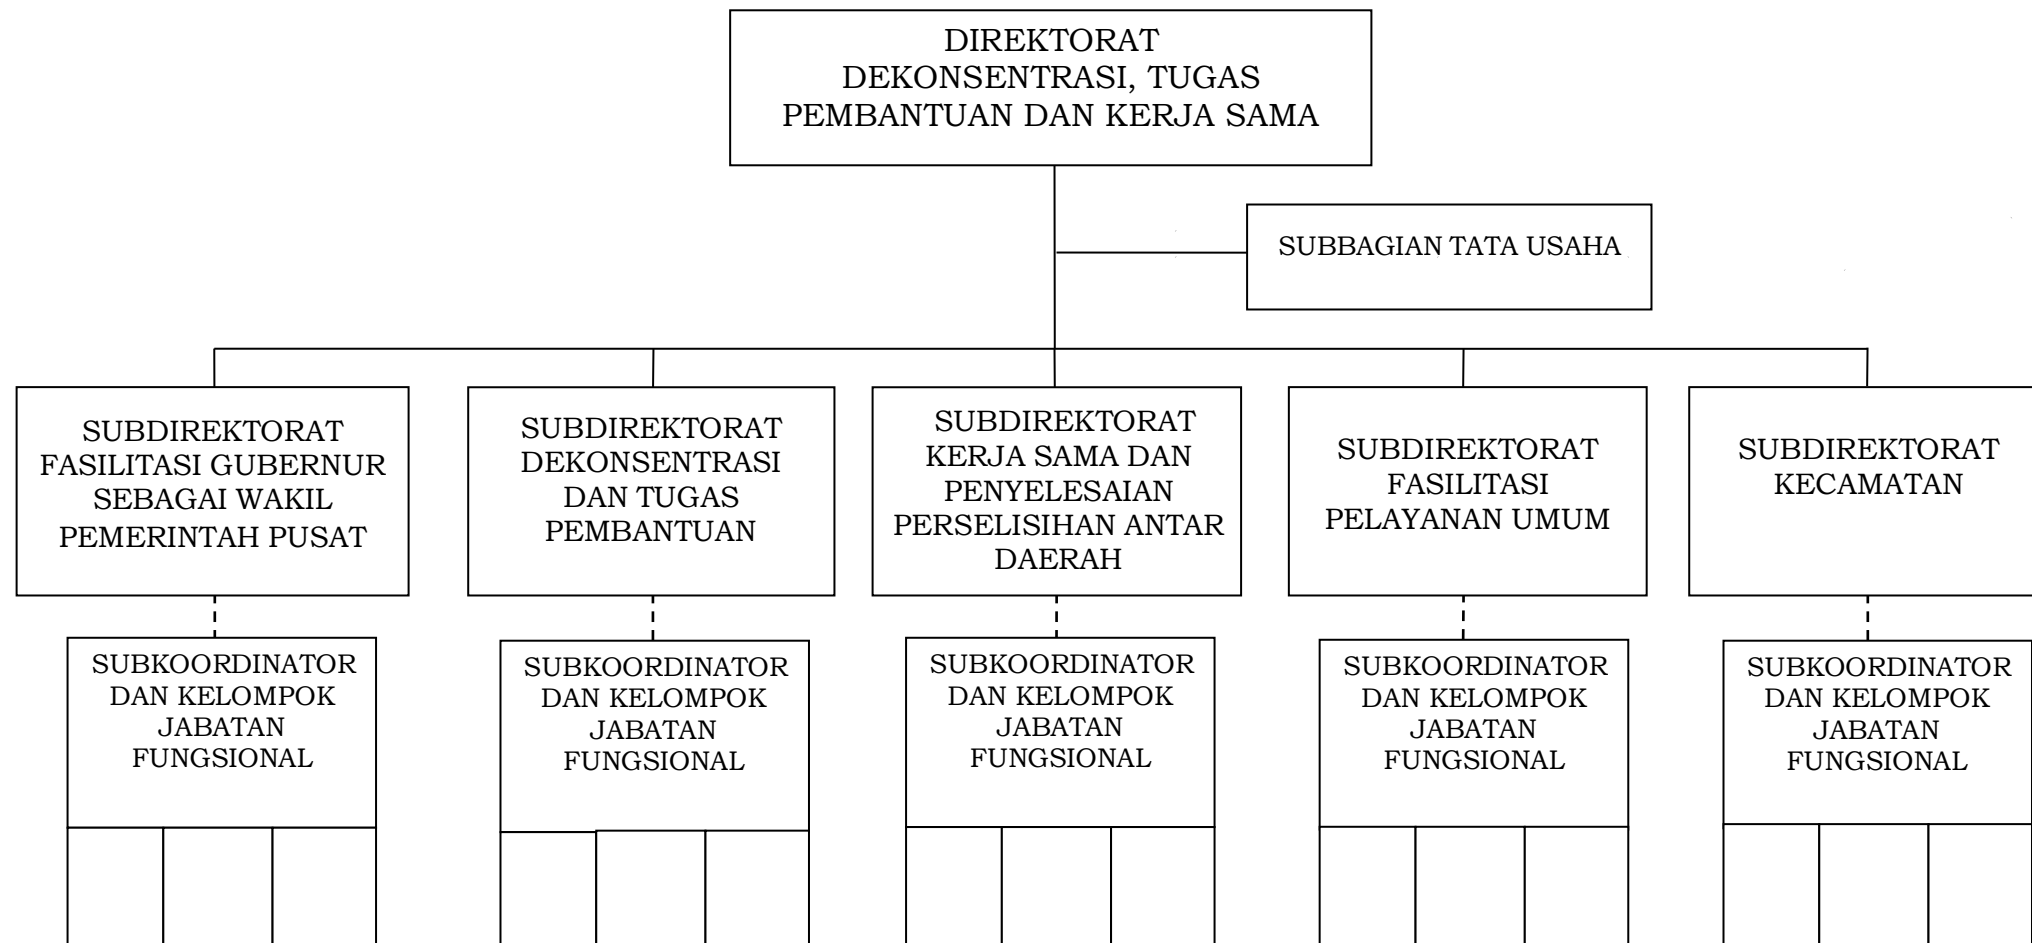 DIREKTORAT
DEKONSENTRASI, TUGAS
PEMBANTUAN DAN KERJA SAMA
SUBBAGIAN TATA USAHA
SUBDIREKTORAT
FASILITASI GUBERNUR
SEBAGAI WAKIL
PEMERINTAH PUSAT
SUBDIREKTORAT
DEKONSENTRASI
DAN TUGAS
PEMBANTUAN
SUBDIREKTORAT
KERJA SAMA DAN
PENYELESAIAN
PERSELISIHAN ANTAR
DAERAH
SUBDIREKTORAT
FASILITASI
PELAYANAN UMUM
SUBDIREKTORAT
KECAMATAN
SUBKOORDINATOR
DAN KELOMPOK
JABATAN
FUNGSIONAL
SUBKOORDINATOR
DAN KELOMPOK
JABATAN
FUNGSIONAL
SUBKOORDINATOR
DAN KELOMPOK
JABATAN
FUNGSIONAL
SUBKOORDINATOR
DAN KELOMPOK
JABATAN
FUNGSIONAL
SUBKOORDINATOR
DAN KELOMPOK
JABATAN
FUNGSIONAL